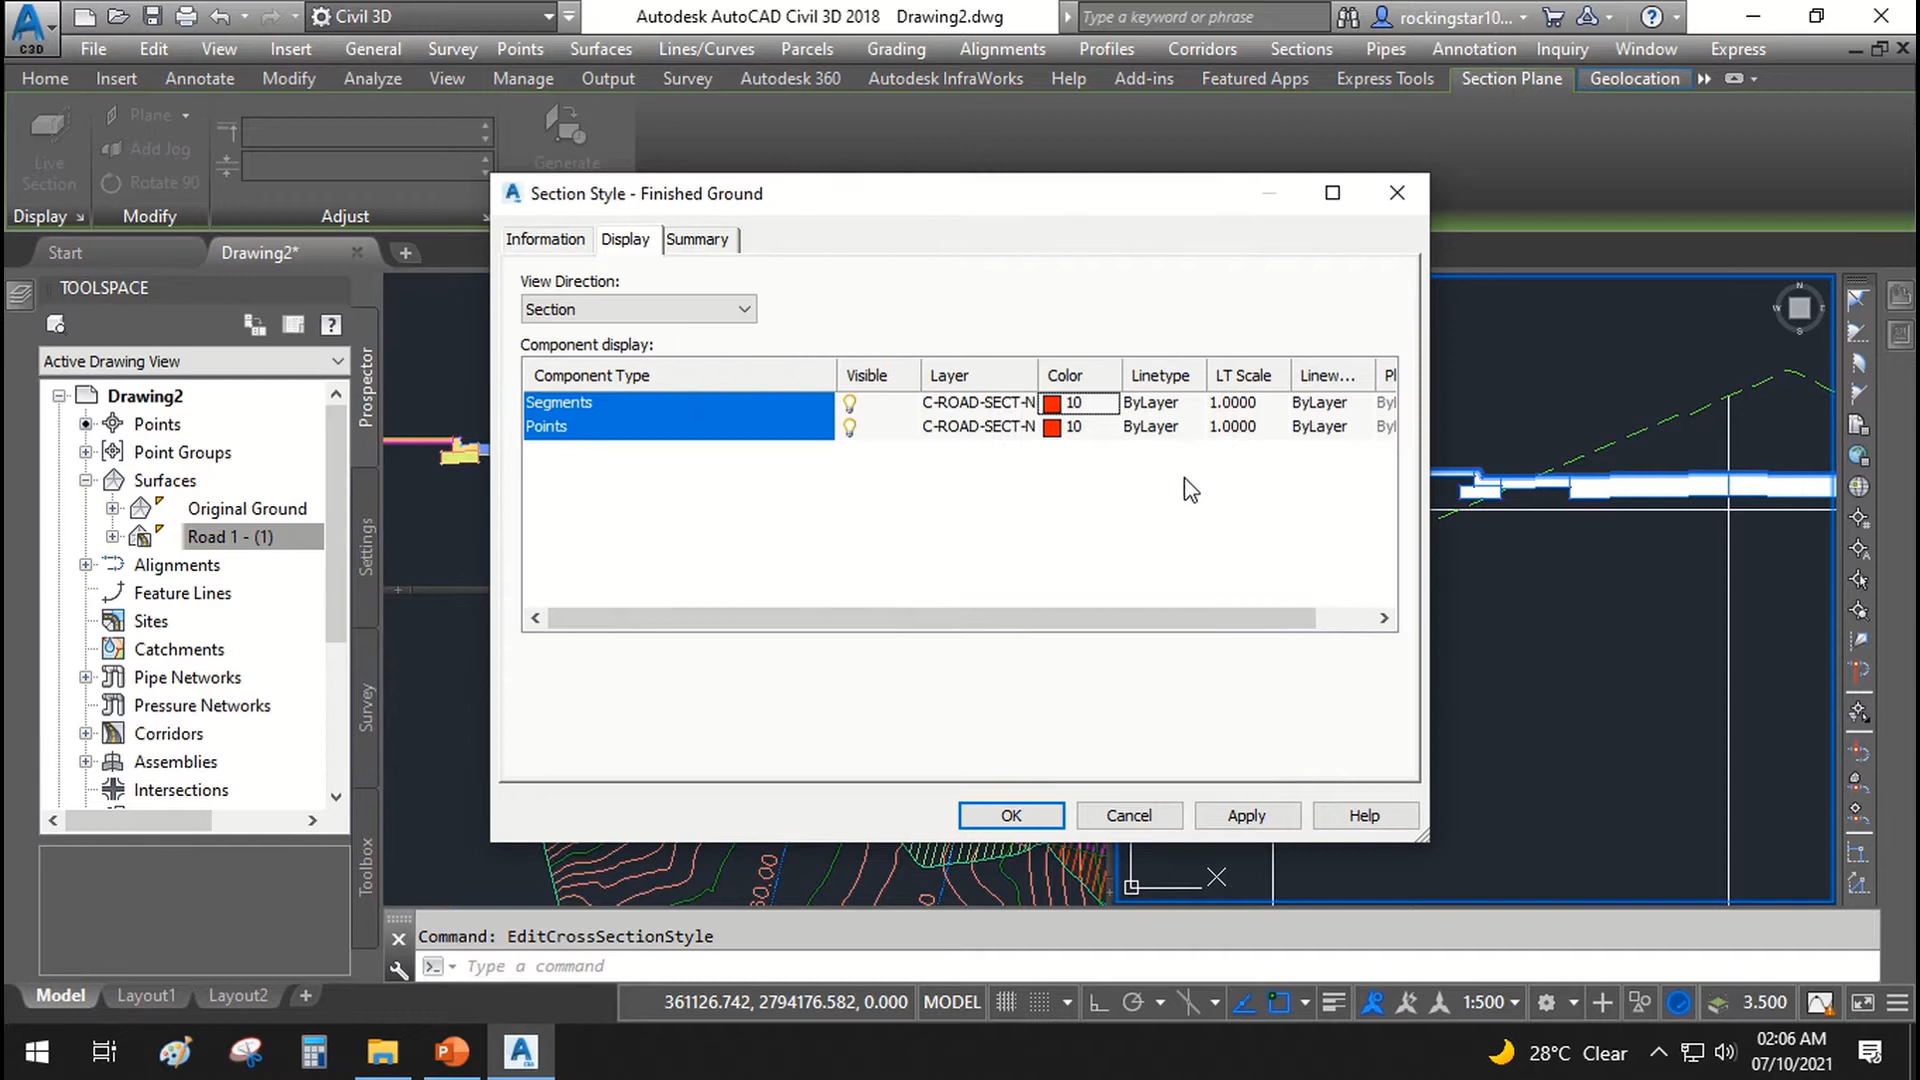 Autodesk AutoCAD Civil 3D 2018 Drawing2.dwg
Civil 3D
Type a keyword or phrase
rockingstar10...
C3D
File Edit View Insert General Survey Points Surfaces Lines/Curves Parcels Grading Alignments Profiles Corridors Sections Pipes Annotation Inquiry Window Express
Home Insert Annotate Modify Analyze View Manage Output Survey Autodesk 360 Autodesk InfraWorks Help Add-ins Featured Apps Express Tools Section Plane Geolocation
Live
Section
Plane
Add Jog
Rotate 90
Generate
Display Modify Adjust
Start Drawing2*
TOOLSPACE
Active Drawing View
Drawing2
Points
Point Groups
Surfaces
Original Ground
Road 1 - (1)
Alignments
Feature Lines
Sites
Catchments
Pipe Networks
Pressure Networks
Corridors
Assemblies
Intersections
Prospector
Settings
Survey
Toolbox
Section Style - Finished Ground
Information Display Summary
View Direction:
Section
Component display:
Component Type Visible Layer Color Linetype LT Scale Linew... Pl
Segments C-ROAD-SECT-N 10 ByLayer 1.0000 ByLayer Byl
Points C-ROAD-SECT-N 10 ByLayer 1.0000 ByLayer Byl
OK Cancel Apply Help
N
W
S
Command: EditCrossSectionStyle
Type a command
Model Layout1 Layout2 +
361126.742, 2794176.582, 0.000 MODEL 1:500 3.500
28°C Clear
02:06 AM
07/10/2021